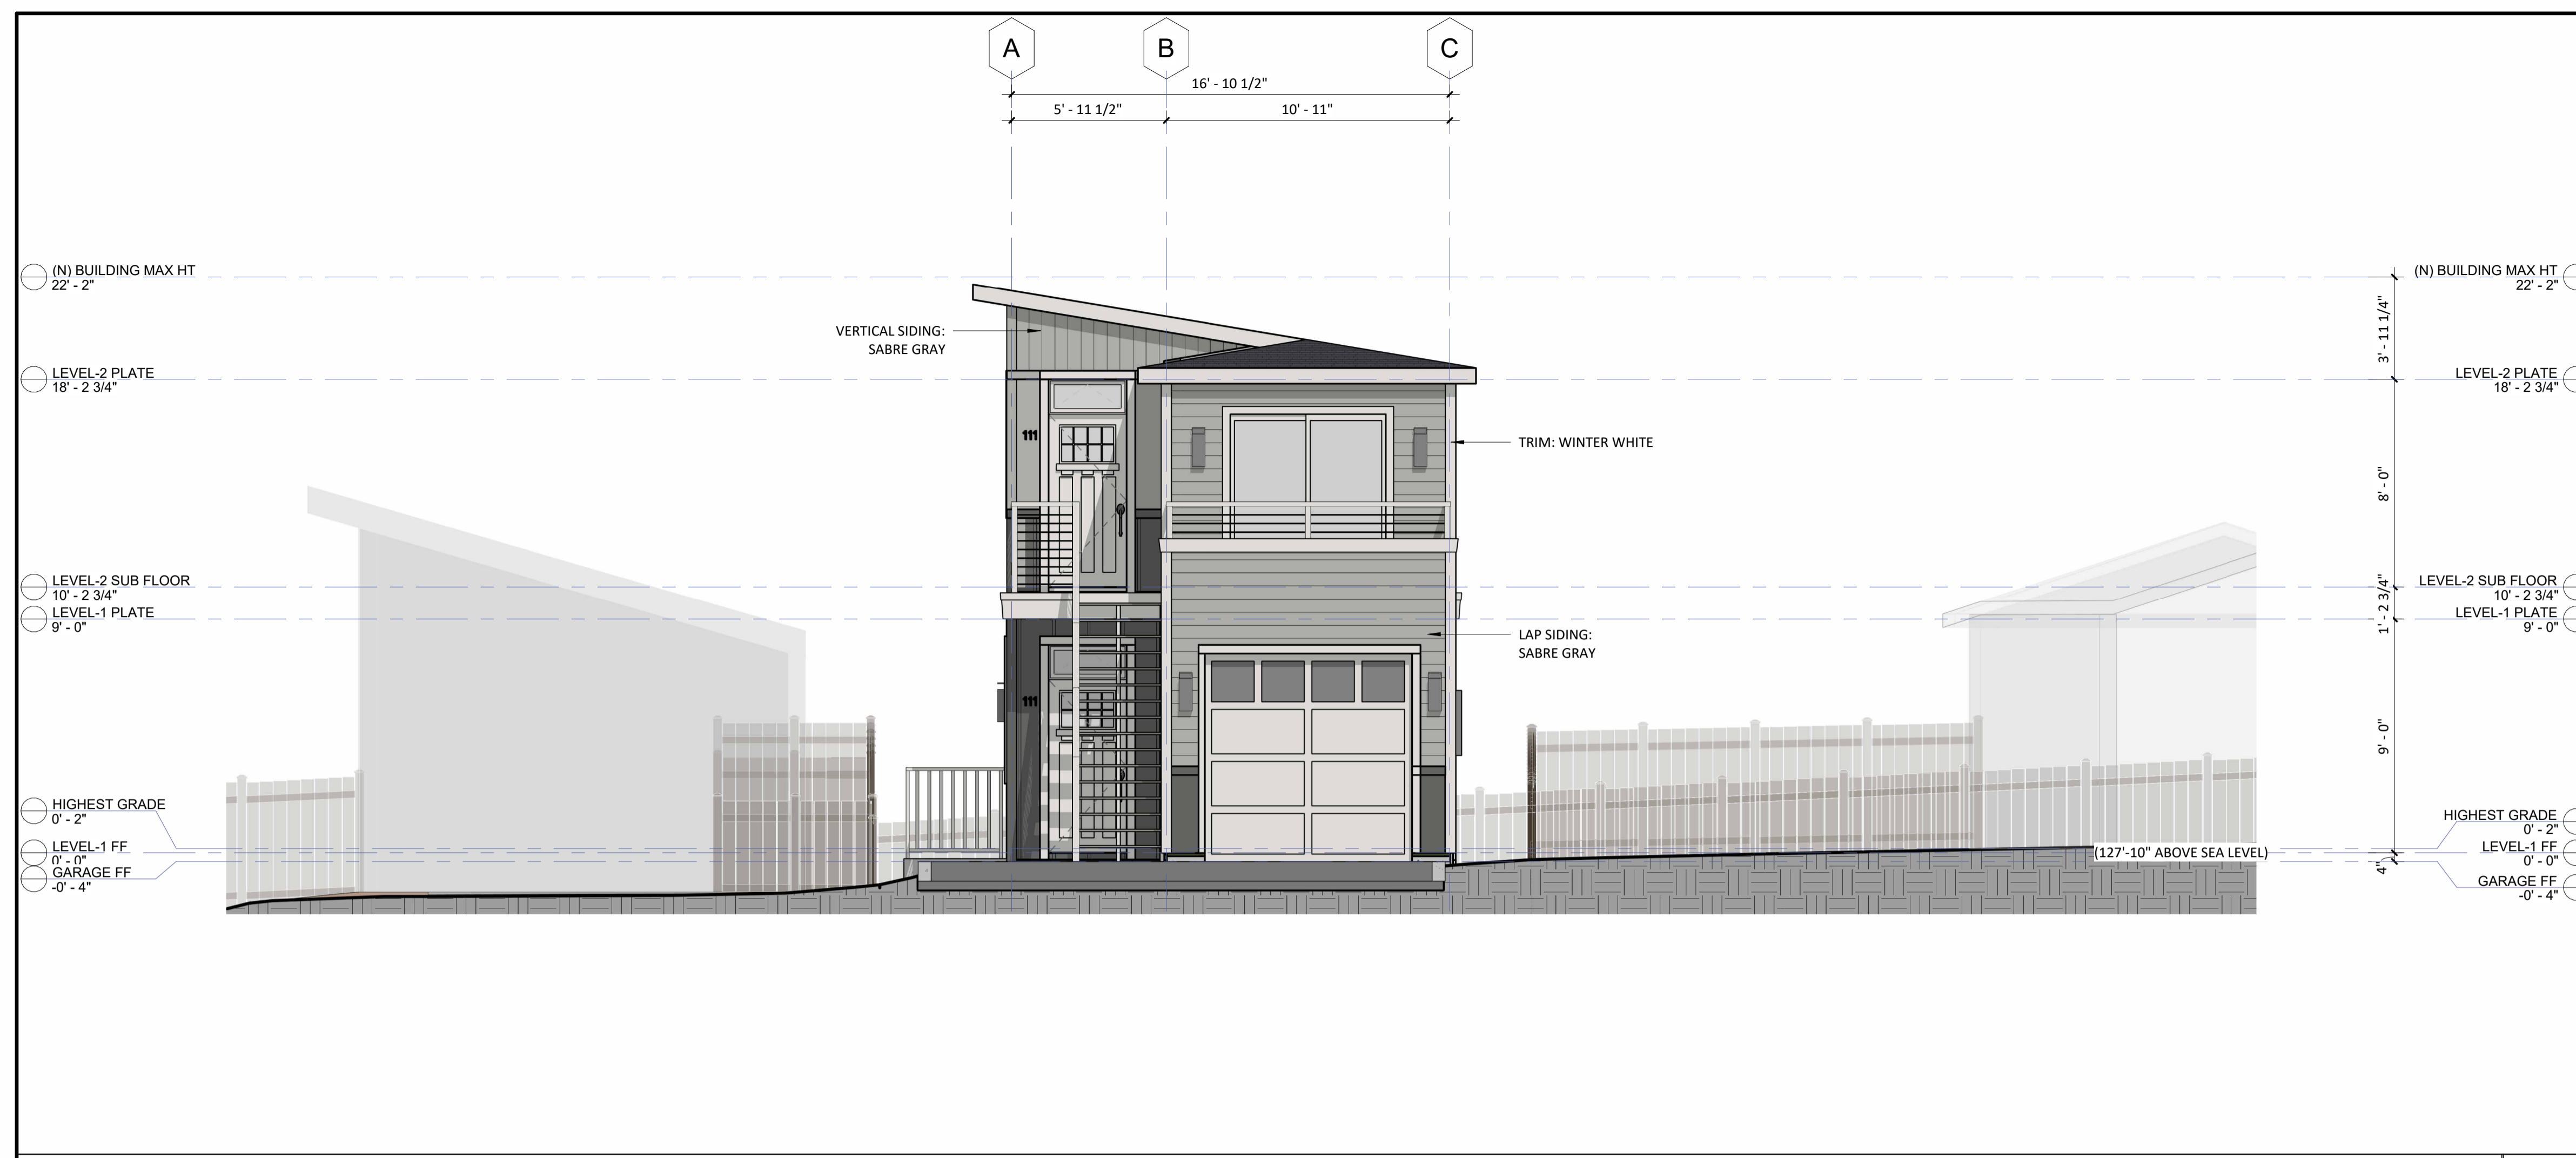 A
B
C
16' - 10 1/2"
5' - 11 1/2"
10' - 11"
(N) BUILDING MAX HT
22' - 2"
LEVEL-2 PLATE
18' - 2 3/4"
LEVEL-2 SUB FLOOR
10' - 2 3/4"
LEVEL-1 PLATE
9' - 0"
HIGHEST GRADE
0' - 2"
LEVEL-1 FF
0' - 0"
GARAGE FF
-0' - 4"
VERTICAL SIDING:
SABRE GRAY
111
111
TRIM: WINTER WHITE
LAP SIDING:
SABRE GRAY
(127'-10" ABOVE SEA LEVEL)
3' - 11 1/4"
8' - 0"
1' - 2 3/4"
9' - 0"
4"
(N) BUILDING MAX HT
22' - 2"
LEVEL-2 PLATE
18' - 2 3/4"
LEVEL-2 SUB FLOOR
10' - 2 3/4"
LEVEL-1 PLATE
9' - 0"
HIGHEST GRADE
0' - 2"
LEVEL-1 FF
0' - 0"
GARAGE FF
-0' - 4"